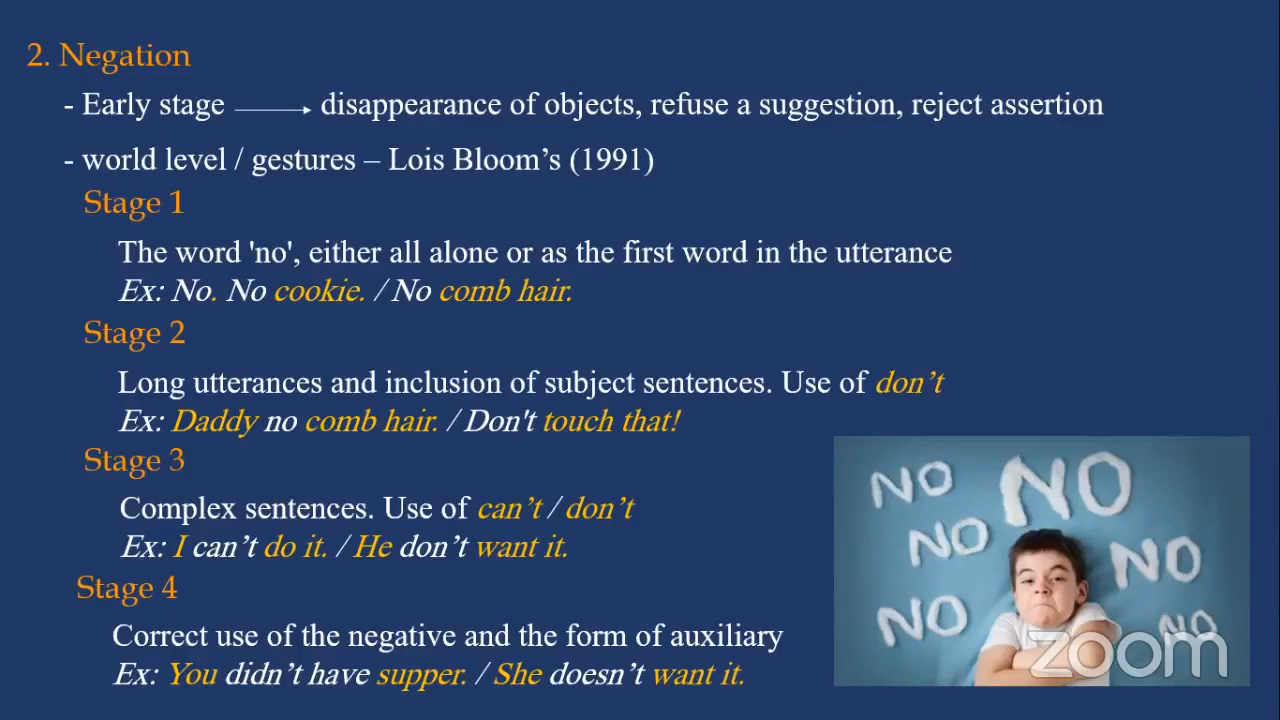 2. Negation
- Early stage → disappearance of objects, refuse a suggestion, reject assertion
- world level / gestures – Lois Bloom’s (1991)
Stage 1
The word 'no', either all alone or as the first word in the utterance
Ex: No. No cookie. / No comb hair.
Stage 2
Long utterances and inclusion of subject sentences. Use of don’t
Ex: Daddy no comb hair. / Don't touch that!
Stage 3
Complex sentences. Use of can’t / don’t
Ex: I can’t do it. / He don’t want it.
Stage 4
Correct use of the negative and the form of auxiliary
Ex: You didn’t have supper. / She doesn’t want it.
NO
NO
NO
NO
NO
NO
zoom